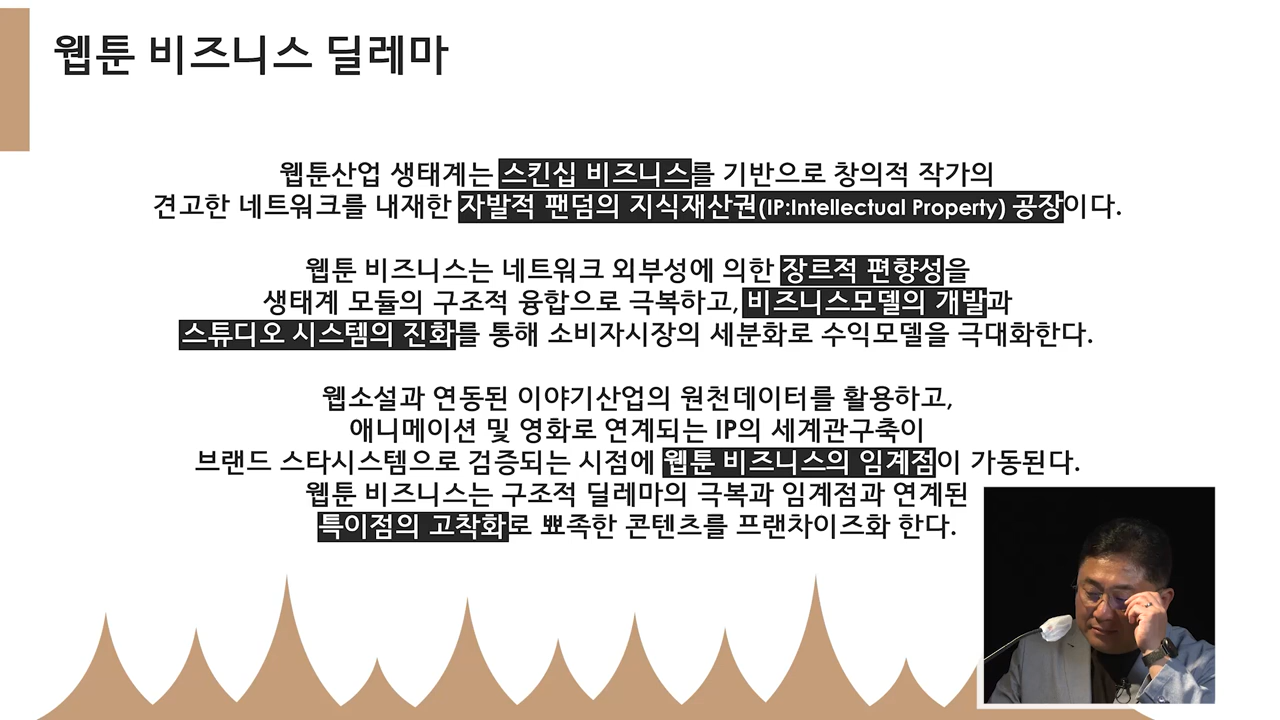 웹툰 비즈니스 딜레마
웹툰산업 생태계는 스킨십 비즈니스를 기반으로 창의적 작가의
견고한 네트워크를 내재한 자발적 팬덤의 지식재산권(IP:Intellectual Property) 공장이다.
웹툰 비즈니스는 네트워크 외부성에 의한 장르적 편향성을
생태계 모듈의 구조적 융합으로 극복하고, 비즈니스모델의 개발과
스튜디오 시스템의 진화를 통해 소비자시장의 세분화로 수익모델을 극대화한다.
웹소설과 연동된 이야기산업의 원천데이터를 활용하고,
애니메이션 및 영화로 연계되는 IP의 세계관구축이
브랜드 스타시스템으로 검증되는 시점에 웹툰 비즈니스의 임계점이 가동된다.
웹툰 비즈니스는 구조적 딜레마의 극복과 임계점과 연계된
특이점의 고착화로 뾰족한 콘텐츠를 프랜차이즈화 한다.